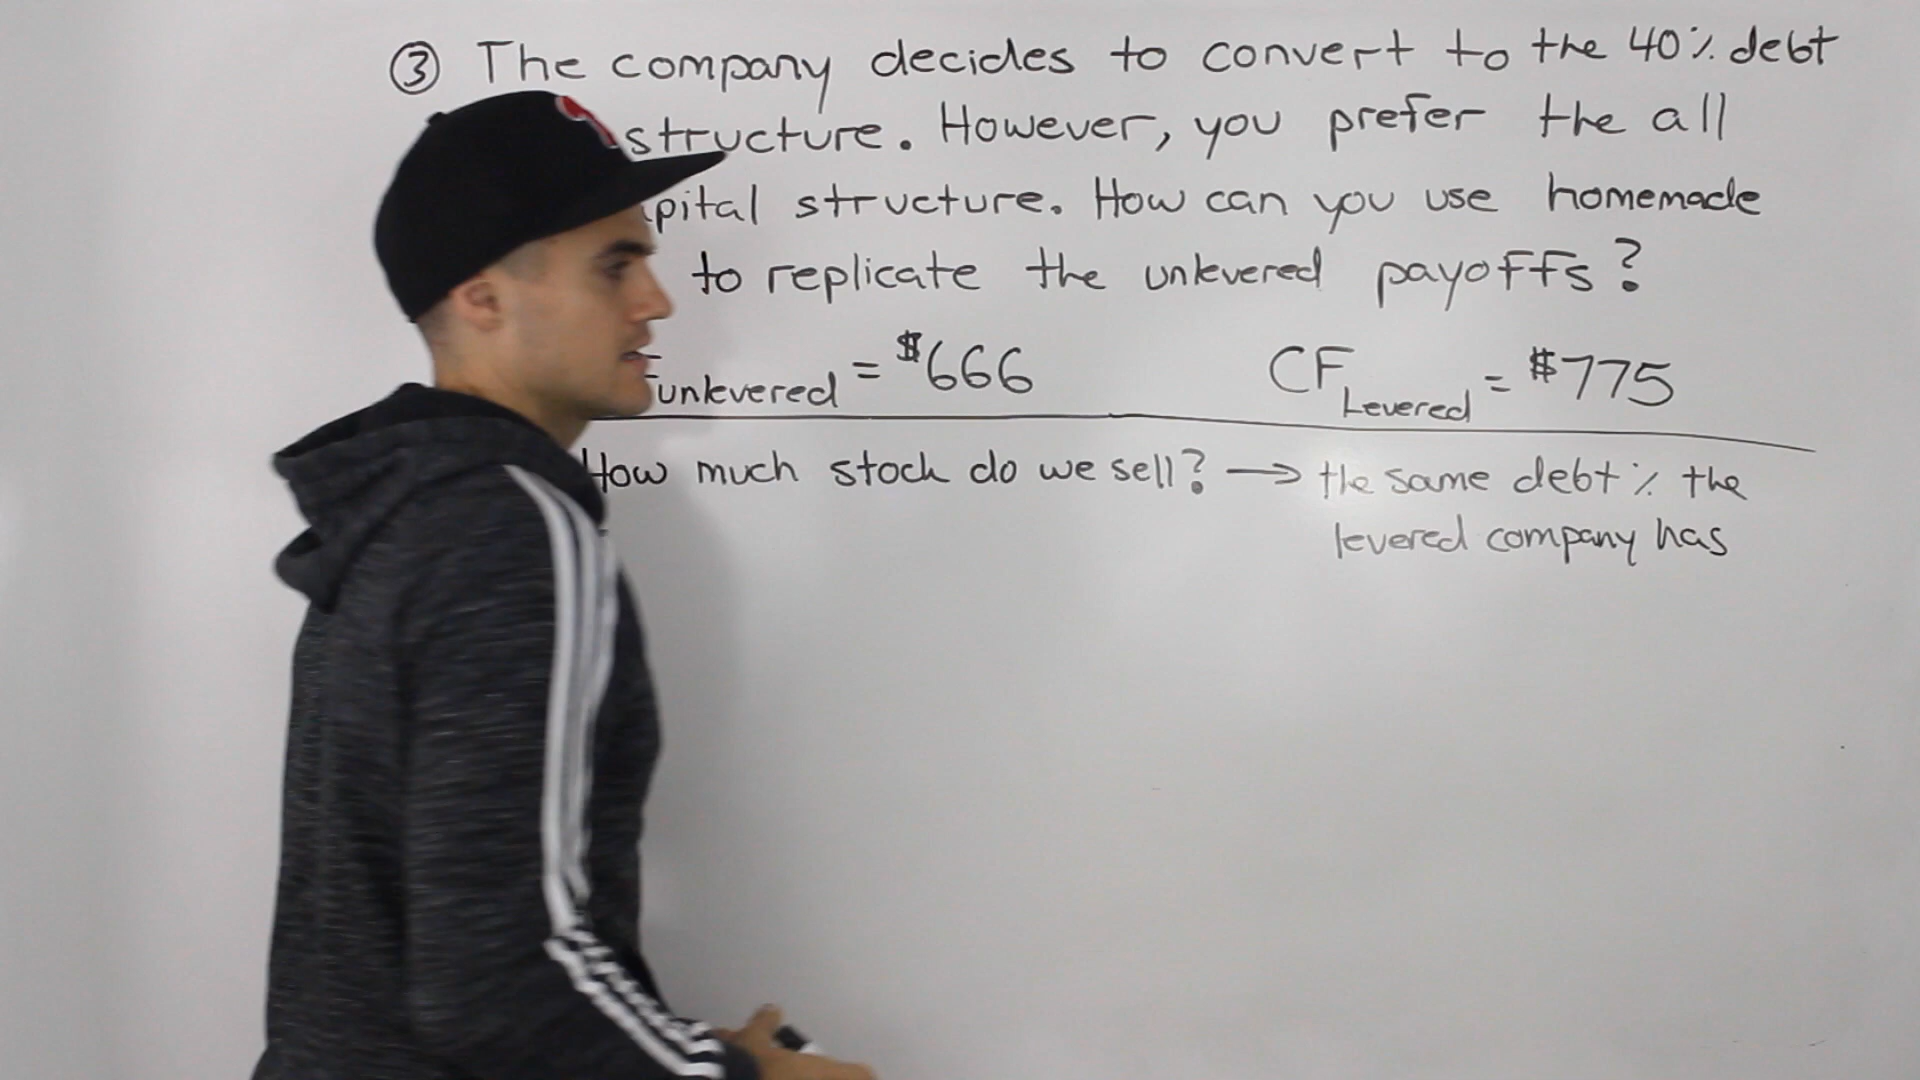 ③ The company decides to convert to the 40% debt
structure. However, you prefer the all
pital structure. How can you use homemade
to replicate the unlevered payoffs?
unlevered = $666 CF Levered = $775
How much stock do we sell? → the same debt % the
levered company has